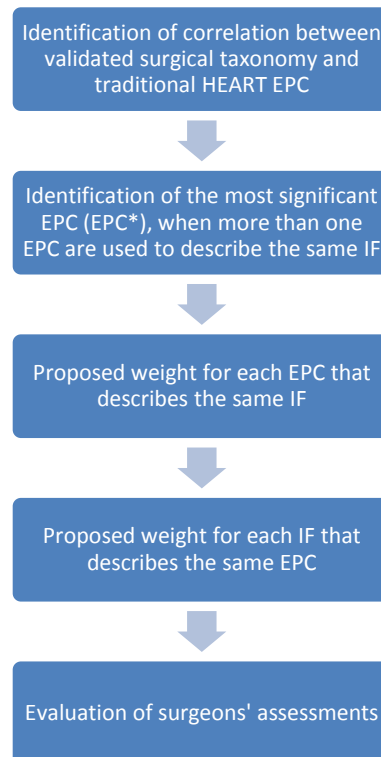 Identification of correlation between
validated surgical taxonomy and
traditional HEART EPC
Identification of the most significant
EPC (EPC*), when more than one
EPC are used to describe the same IF
Proposed weight for each EPC that
describes the same IF
Proposed weight for each IF that
describes the same EPC
Evaluation of surgeons' assessments